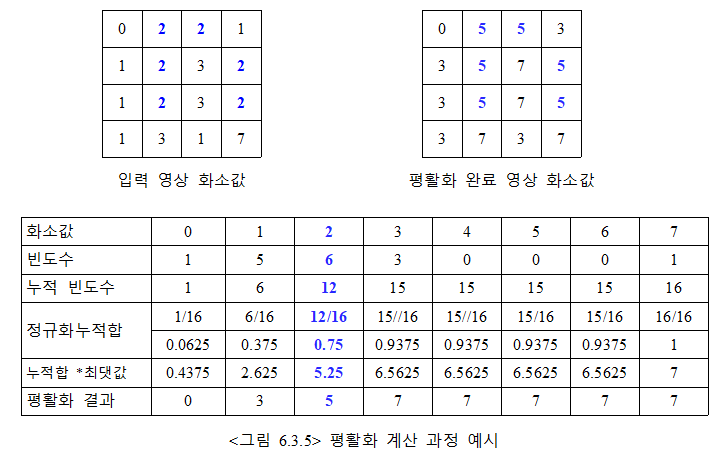 0 2 2 1 0 5 5 3
1 2 3 2 3 5 7 5
1 2 3 2 3 5 7 5
1 3 1 7 3 7 3 7
입력 영상 화소값 평활화 완료 영상 화소값
화소값 0 1 2 3 4 5 6 7
빈도수 1 5 6 3 0 0 0 1
누적 빈도수 1 6 12 15 15 15 15 16
정규화누적합 1/16 6/16 12/16 15//16 15//16 15/16 15/16 16/16
0.0625 0.375 0.75 0.9375 0.9375 0.9375 0.9375 1
누적합 *최댓값 0.4375 2.625 5.25 6.5625 6.5625 6.5625 6.5625 7
평활화 결과 0 3 5 7 7 7 7 7
<그림 6.3.5> 평활화 계산 과정 예시